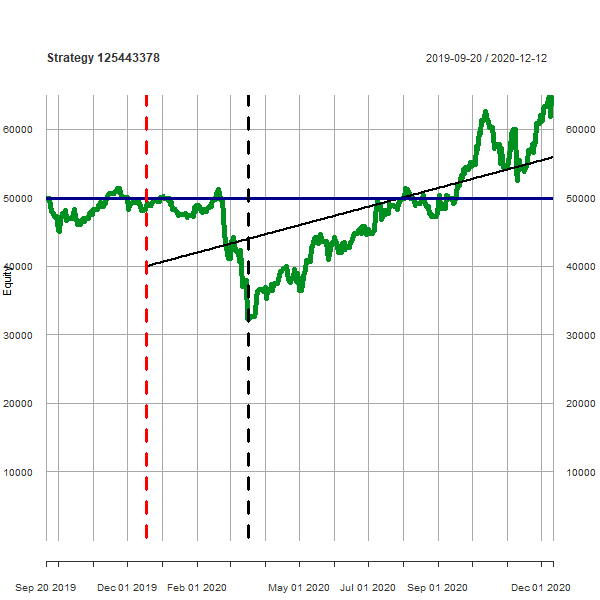 Strategy 125443378
2019-09-20 / 2020-12-12
60000
60000
50000
50000
40000
40000
Equity
30000
30000
20000
20000
10000
10000
Sep 20 2019
Dec 01 2019
Feb 01 2020
May 01 2020
Jul 01 2020
Sep 01 2020
Dec 01 2020